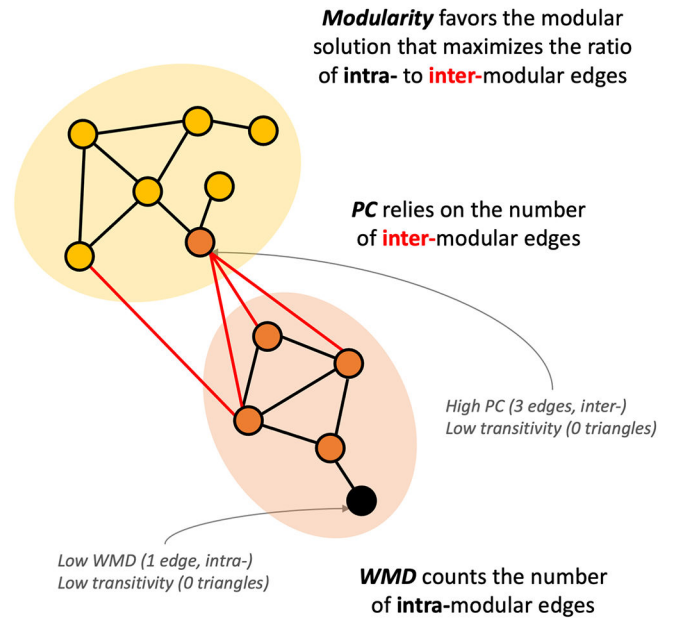 Modularity favors the modular
solution that maximizes the ratio
of intra- to inter-modular edges
PC relies on the number
of inter-modular edges
High PC (3 edges, inter-)
Low transitivity (0 triangles)
Low WMD (1 edge, intra-)
Low transitivity (0 triangles)
WMD counts the number
of intra-modular edges